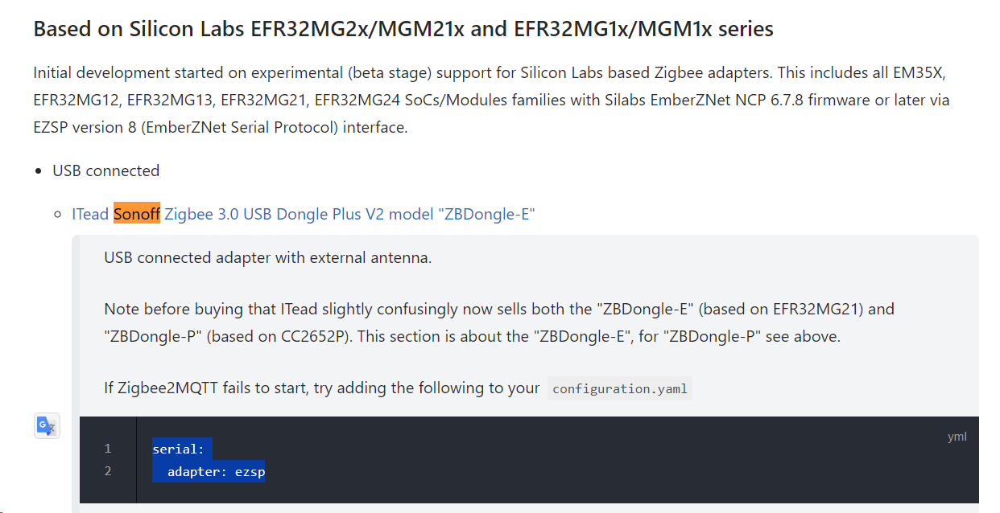 Based on Silicon Labs EFR32MG2x/MGM21x and EFR32MG1x/MGM1x series
Initial development started on experimental (beta stage) support for Silicon Labs based Zigbee adapters. This includes all EM35X,
EFR32MG12, EFR32MG13, EFR32MG21, EFR32MG24 SoCs/Modules families with Silabs EmberZNet NCP 6.7.8 firmware or later via
EZSP version 8 (EmberZNet Serial Protocol) interface.
USB connected
ITead Sonoff Zigbee 3.0 USB Dongle Plus V2 model "ZBDongle-E"
USB connected adapter with external antenna.
Note before buying that ITead slightly confusingly now sells both the "ZBDongle-E" (based on EFR32MG21) and
"ZBDongle-P" (based on CC2652P). This section is about the "ZBDongle-E", for "ZBDongle-P" see above.
If Zigbee2MQTT fails to start, try adding the following to your configuration.yaml
yml
1 serial:
2 adapter: ezsp